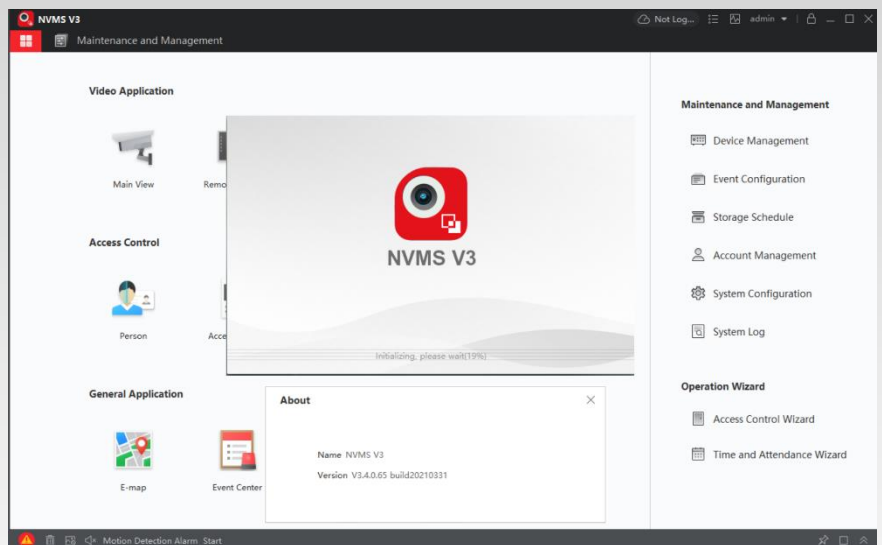 NVMS V3
Not Log...
admin
Maintenance and Management
Video Application
Main View
Remo
Access Control
Person
Acce
General Application
E-map
Event Center
NVMS V3
Initializing, please wait(19%)
About
Name NVMS V3
Version V3.4.0.65 build20210331
Maintenance and Management
Device Management
Event Configuration
Storage Schedule
Account Management
System Configuration
System Log
Operation Wizard
Access Control Wizard
Time and Attendance Wizard
Motion Detection Alarm Start